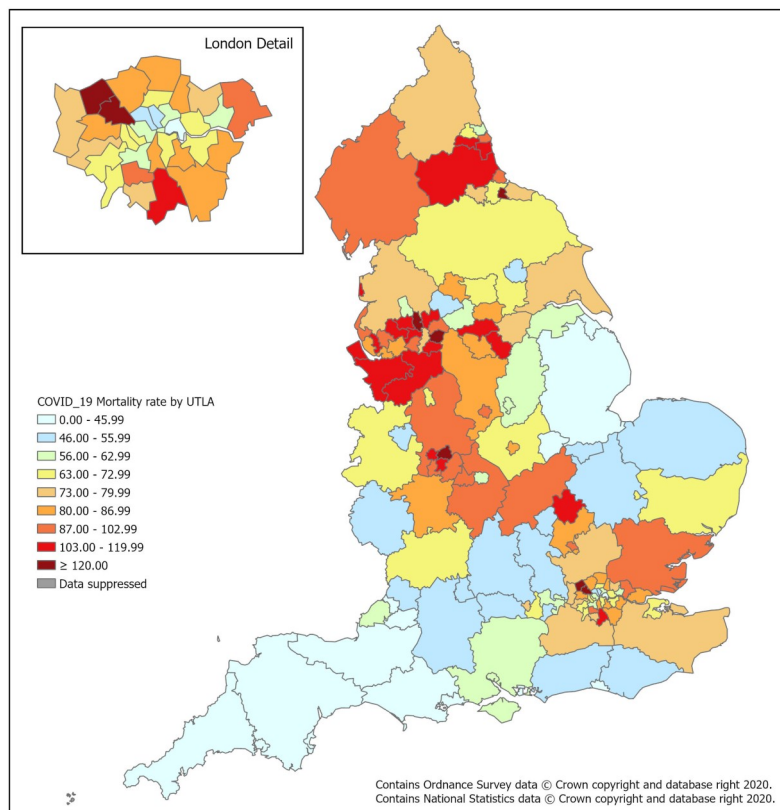 London Detail
COVID_19 Mortality rate by UTLA
0.00 - 45.99
46.00 - 55.99
56.00 - 62.99
63.00 - 72.99
73.00 - 79.99
80.00 - 86.99
87.00 - 102.99
103.00 - 119.99
≥ 120.00
Data suppressed
Contains Ordnance Survey data © Crown copyright and database right 2020.
Contains National Statistics data © Crown copyright and database right 2020.